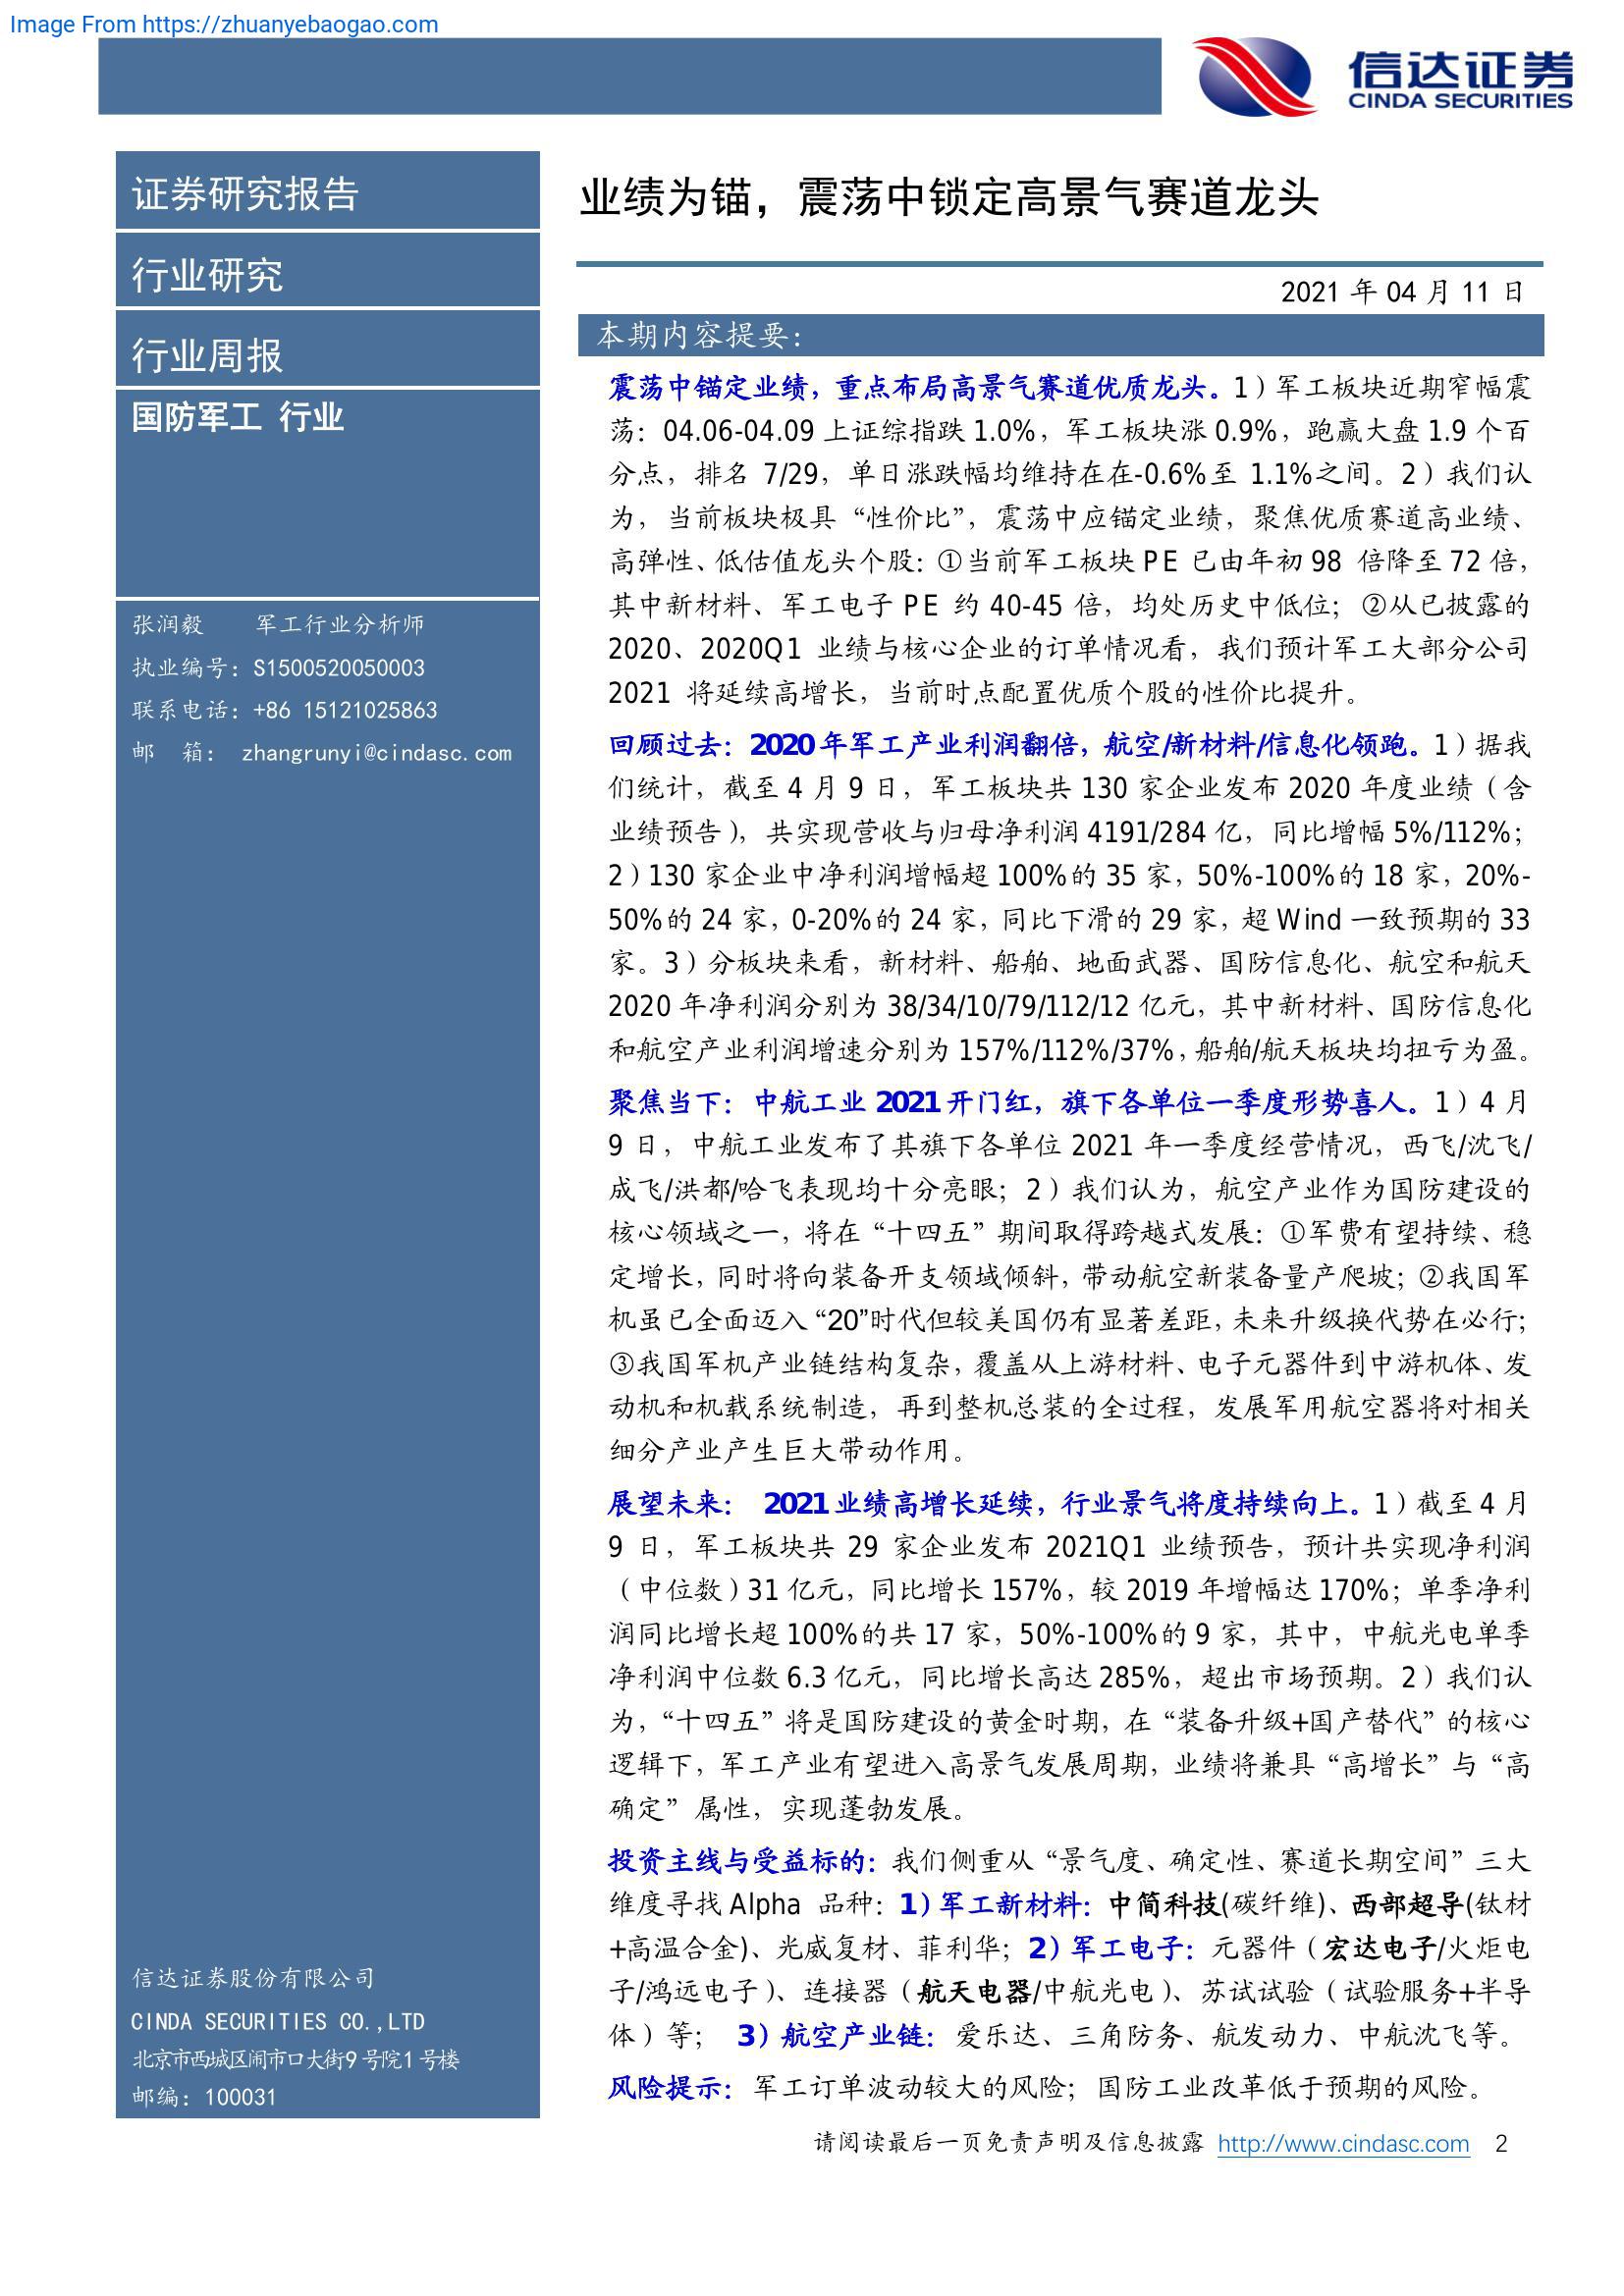 Image From https://zhuanyebaogao.com
信达证券
CINDA SECURITIES
证券研究报告
行业研究
行业周报
国防军工 行业
张润毅 军工行业分析师
执业编号：S1500520050003
联系电话：+86 15121025863
邮 箱： zhangrunyi@cindasc.com
信达证券股份有限公司
CINDA SECURITIES CO.,LTD
北京市西城区闹市口大街9号院1号楼
邮编：100031
业绩为锚，震荡中锁定高景气赛道龙头
2021 年 04 月 11 日
本期内容提要：
震荡中锚定业绩，重点布局高景气赛道优质龙头。1）军工板块近期窄幅震
荡：04.06-04.09 上证综指跌 1.0%，军工板块涨 0.9%，跑赢大盘 1.9 个百
分点，排名 7/29，单日涨跌幅均维持在在-0.6%至 1.1%之间。2）我们认
为，当前板块极具“性价比”，震荡中应锚定业绩，聚焦优质赛道高业绩、
高弹性、低估值龙头个股：①当前军工板块 PE 已由年初 98 倍降至 72 倍，
其中新材料、军工电子 PE 约 40-45 倍，均处历史中低位；②从已披露的
2020、2020Q1 业绩与核心企业的订单情况看，我们预计军工大部分公司
2021 将延续高增长，当前时点配置优质个股的性价比提升。
回顾过去：2020 年军工产业利润翻倍，航空/新材料/信息化领跑。1）据我
们统计，截至 4 月 9 日，军工板块共 130 家企业发布 2020 年度业绩（含
业绩预告），共实现营收与归母净利润 4191/284 亿，同比增幅 5%/112%；
2）130 家企业中净利润增幅超 100%的 35 家，50%-100%的 18 家，20%-
50%的 24 家，0-20%的 24 家，同比下滑的 29 家，超 Wind 一致预期的 33
家。3）分板块来看，新材料、船舶、地面武器、国防信息化、航空和航天
2020 年净利润分别为 38/34/10/79/112/12 亿元，其中新材料、国防信息化
和航空产业利润增速分别为 157%/112%/37%，船舶/航天板块均扭亏为盈。
聚焦当下：中航工业 2021 开门红，旗下各单位一季度形势喜人。1）4 月
9 日，中航工业发布了其旗下各单位 2021 年一季度经营情况，西飞/沈飞/
成飞/洪都/哈飞表现均十分亮眼；2）我们认为，航空产业作为国防建设的
核心领域之一，将在“十四五”期间取得跨越式发展：①军费有望持续、稳
定增长，同时将向装备开支领域倾斜，带动航空新装备量产爬坡；②我国军
机虽已全面迈入“20”时代但较美国仍有显著差距，未来升级换代势在必行；
③我国军机产业链结构复杂，覆盖从上游材料、电子元器件到中游机体、发
动机和机载系统制造，再到整机总装的全过程，发展军用航空器将对相关
细分产业产生巨大带动作用。
展望未来： 2021 业绩高增长延续，行业景气将度持续向上。1）截至 4 月
9 日，军工板块共 29 家企业发布 2021Q1 业绩预告，预计共实现净利润
（中位数）31 亿元，同比增长 157%，较 2019 年增幅达 170%；单季净利
润同比增长超 100%的共 17 家，50%-100%的 9 家，其中，中航光电单季
净利润中位数 6.3 亿元，同比增长高达 285%，超出市场预期。2）我们认
为，“十四五”将是国防建设的黄金时期，在“装备升级+国产替代”的核心
逻辑下，军工产业有望进入高景气发展周期，业绩将兼具“高增长”与“高
确定”属性，实现蓬勃发展。
投资主线与受益标的：我们侧重从“景气度、确定性、赛道长期空间”三大
维度寻找 Alpha 品种：1）军工新材料：中简科技(碳纤维)、西部超导(钛材
+高温合金)、光威复材、菲利华；2）军工电子：元器件（宏达电子/火炬电
子/鸿远电子）、连接器（航天电器/中航光电）、苏试试验（试验服务+半导
体）等； 3）航空产业链：爱乐达、三角防务、航发动力、中航沈飞等。
风险提示：军工订单波动较大的风险；国防工业改革低于预期的风险。
请阅读最后一页免责声明及信息披露 http://www.cindasc.com 2